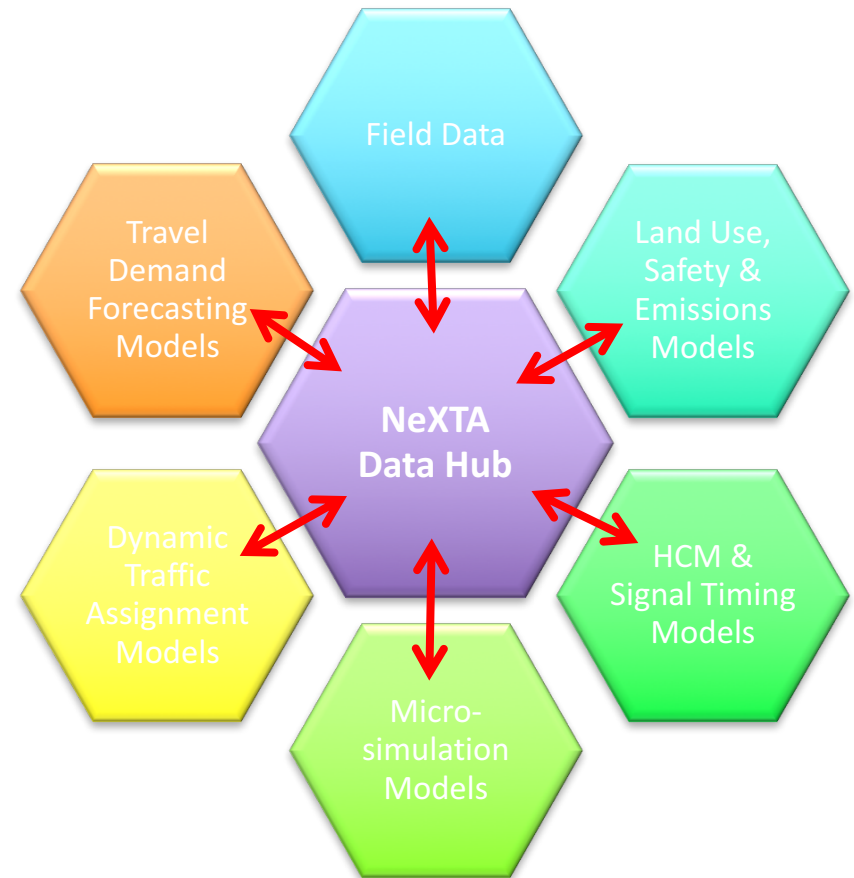 Field Data
Travel
Demand
Forecasting
Models
Land Use,
Safety &
Emissions
Models
NeXTA
Data Hub
Dynamic
Traffic
Assignment
Models
HCM &
Signal Timing
Models
Micro-
simulation
Models